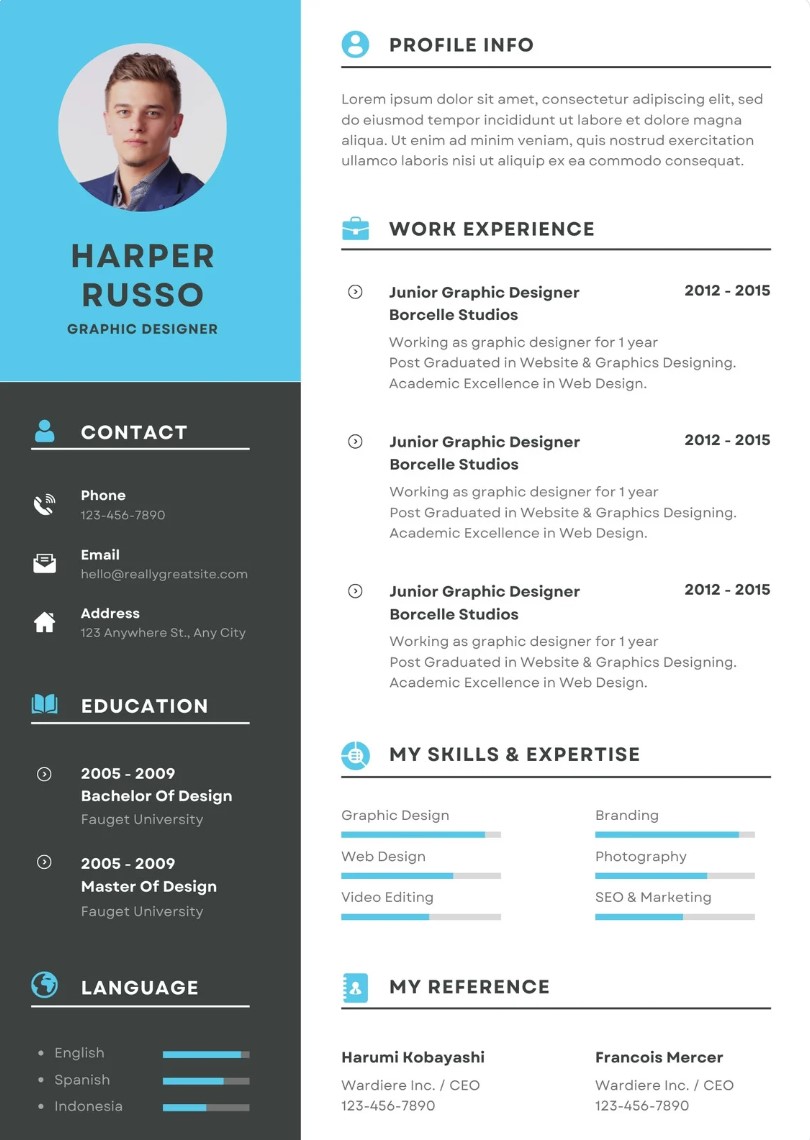 HARPER
RUSSO
GRAPHIC DESIGNER
CONTACT
Phone
123-456-7890
Email
hello@reallygreatsite.com
Address
123 Anywhere St., Any City
EDUCATION
2005 - 2009
Bachelor Of Design
Fauget University
2005 - 2009
Master Of Design
Fauget University
LANGUAGE
English
Spanish
Indonesia
PROFILE INFO
Lorem ipsum dolor sit amet, consectetur adipiscing elit, sed
do eiusmod tempor incididunt ut labore et dolore magna
aliqua. Ut enim ad minim veniam, quis nostrud exercitation
ullamco laboris nisi ut aliquip ex ea commodo consequat.
WORK EXPERIENCE
Junior Graphic Designer 2012 - 2015
Borcelle Studios
Working as graphic designer for 1 year
Post Graduated in Website & Graphics Designing.
Academic Excellence in Web Design.
Junior Graphic Designer 2012 - 2015
Borcelle Studios
Working as graphic designer for 1 year
Post Graduated in Website & Graphics Designing.
Academic Excellence in Web Design.
Junior Graphic Designer 2012 - 2015
Borcelle Studios
Working as graphic designer for 1 year
Post Graduated in Website & Graphics Designing.
Academic Excellence in Web Design.
MY SKILLS & EXPERTISE
Graphic Design Branding
Web Design Photography
Video Editing SEO & Marketing
MY REFERENCE
Harumi Kobayashi Francois Mercer
Wardiere Inc. / CEO Wardiere Inc. / CEO
123-456-7890 123-456-7890